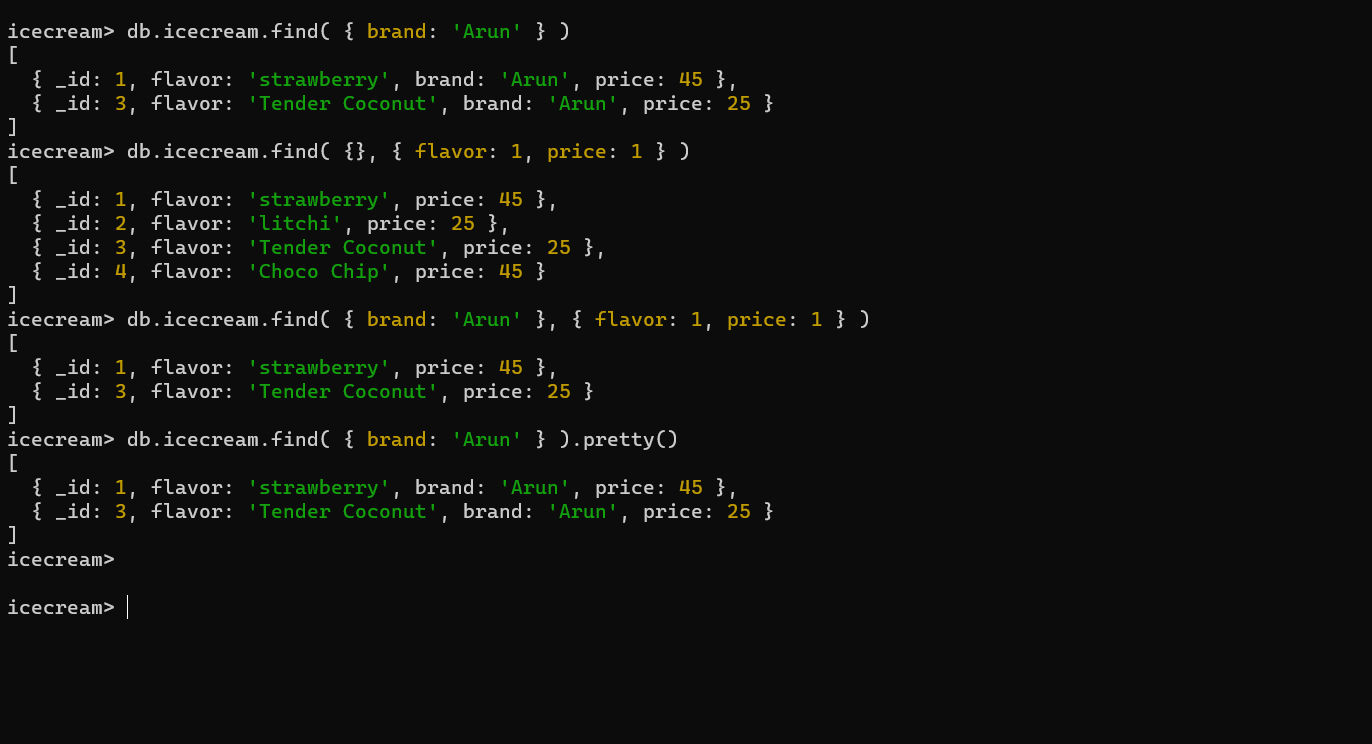 icecream> db.icecream.find( { brand: 'Arun' } )
[
  { _id: 1, flavor: 'strawberry', brand: 'Arun', price: 45 },
  { _id: 3, flavor: 'Tender Coconut', brand: 'Arun', price: 25 }
]
icecream> db.icecream.find( {}, { flavor: 1, price: 1 } )
[
  { _id: 1, flavor: 'strawberry', price: 45 },
  { _id: 2, flavor: 'litchi', price: 25 },
  { _id: 3, flavor: 'Tender Coconut', price: 25 },
  { _id: 4, flavor: 'Choco Chip', price: 45 }
]
icecream> db.icecream.find( { brand: 'Arun' }, { flavor: 1, price: 1 } )
[
  { _id: 1, flavor: 'strawberry', price: 45 },
  { _id: 3, flavor: 'Tender Coconut', price: 25 }
]
icecream> db.icecream.find( { brand: 'Arun' } ).pretty()
[
  { _id: 1, flavor: 'strawberry', brand: 'Arun', price: 45 },
  { _id: 3, flavor: 'Tender Coconut', brand: 'Arun', price: 25 }
]
icecream>
icecream>